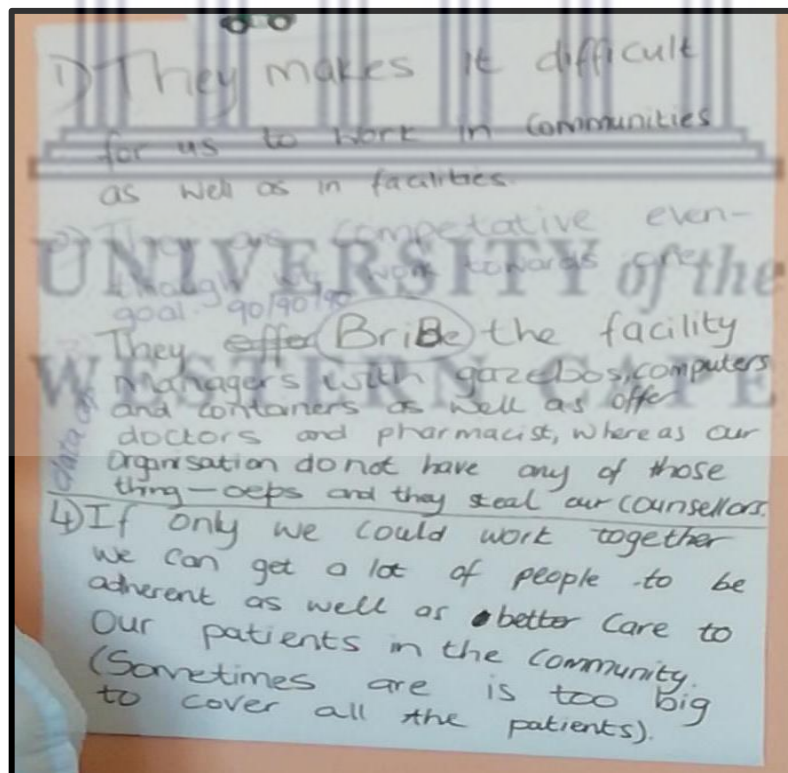 1) They makes it difficult
for us to work in communities
as well as in facilities.
2) They are competative even-
though we work towards one
goal. 90/90/90
They effer BriBe the facility
managers with gazebos, computers
and containers as well as offer
doctors and pharmacist, where as our
organisation do not have any of those
thing - oeps and they steal our counsellors.
data
4) If only we could work together
we can get a lot of people to be
adherent as well as better care to
our patients in the community.
(Sometimes are is too big
to cover all the patients).
UNIVERSITY of the
WESTERN CAPE